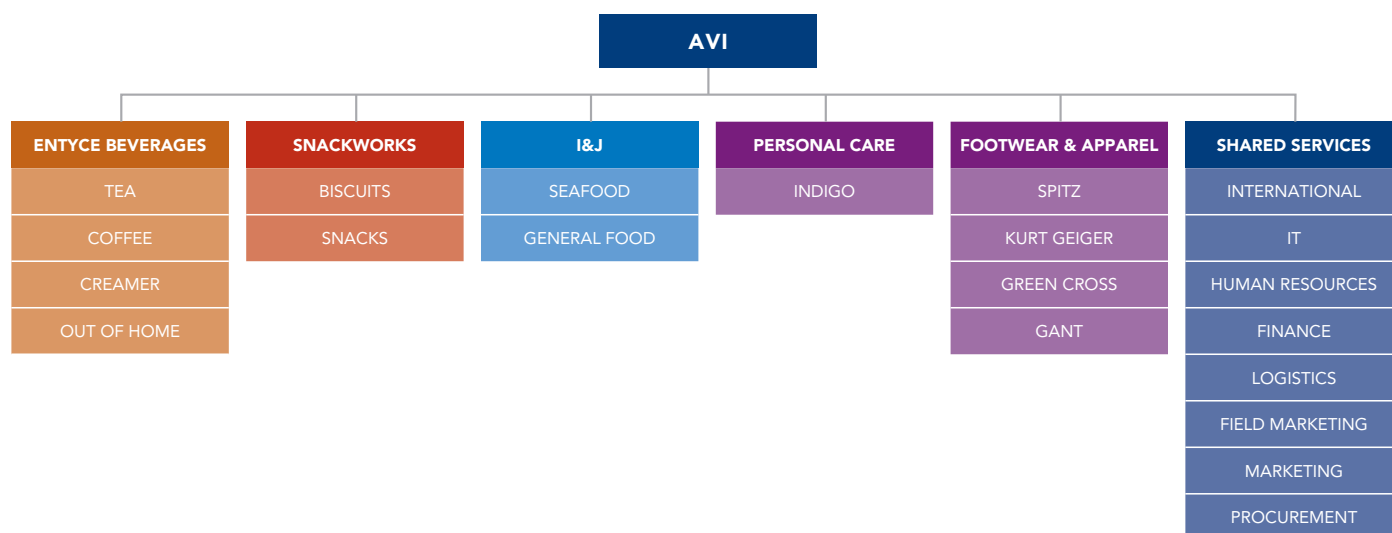 AVI
ENTYCE BEVERAGES
TEA
COFFEE
CREAMER
OUT OF HOME
SNACKWORKS
BISCUITS
SNACKS
I&J
SEAFOOD
GENERAL FOOD
PERSONAL CARE
INDIGO
FOOTWEAR & APPAREL
SPITZ
KURT GEIGER
GREEN CROSS
GANT
SHARED SERVICES
INTERNATIONAL
IT
HUMAN RESOURCES
FINANCE
LOGISTICS
FIELD MARKETING
MARKETING
PROCUREMENT